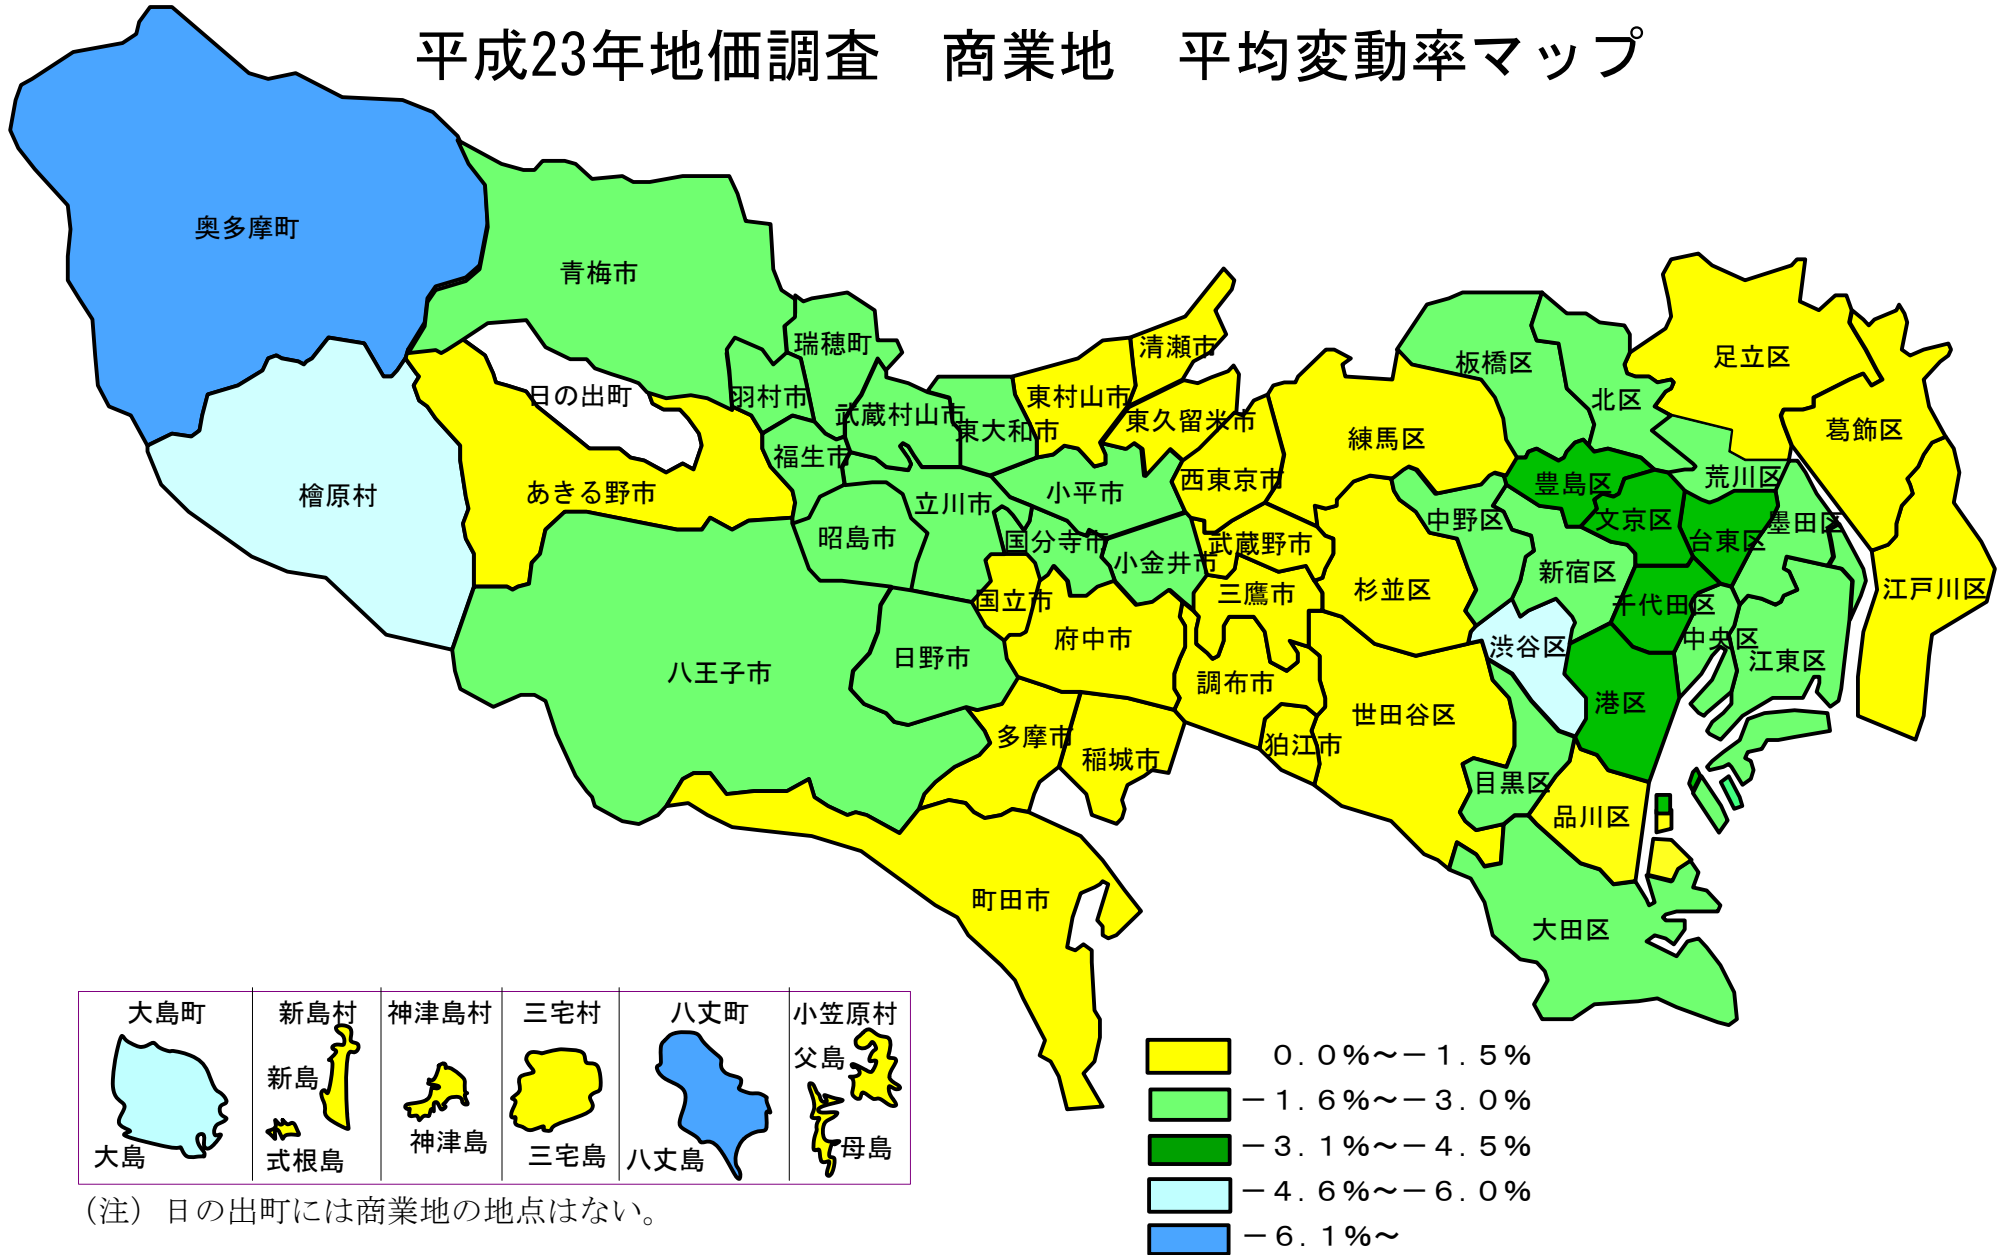 平成23年地価調査　商業地　平均変動率マップ
奥多摩町
青梅市
瑞穂町
清瀬市
足立区
板橋区
日の出町
羽村市
武蔵村山市
東大和市
東村山市
東久留米市
練馬区
北区
葛飾区
福生市
檜原村
あきる野市
立川市
小平市
西東京市
豊島区
荒川区
中野区
文京区
墨田区
昭島市
国分寺市
小金井市
武蔵野市
台東区
新宿区
杉並区
三鷹市
江戸川区
国立市
千代田区
府中市
中央区
渋谷区
日野市
江東区
八王子市
調布市
港区
世田谷区
多摩市
稲城市
狛江市
目黒区
品川区
町田市
大田区
大島町
新島村
神津島村
三宅村
八丈町
小笠原村
父島
新島
母島
神津島
大島
式根島
三宅島
八丈島
（注）日の出町には商業地の地点はない。
０.０％～－１.５％
－１.６％～－３.０％
－３.１％～－４.５％
－４.６％～－６.０％
－６.１％～